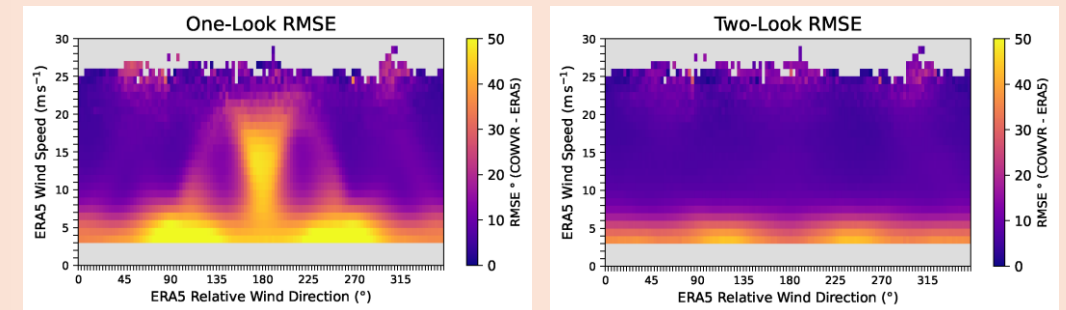 One-Look RMSE
30
25
20
15
10
5
0
ERA5 Wind Speed (m s⁻¹)
0 45 90 135 180 225 270 315
ERA5 Relative Wind Direction (°)
50
40
30
20
10
0
RMSE ° (COWVR - ERA5)
Two-Look RMSE
30
25
20
15
10
5
0
ERA5 Wind Speed (m s⁻¹)
0 45 90 135 180 225 270 315
ERA5 Relative Wind Direction (°)
50
40
30
20
10
0
RMSE ° (COWVR - ERA5)